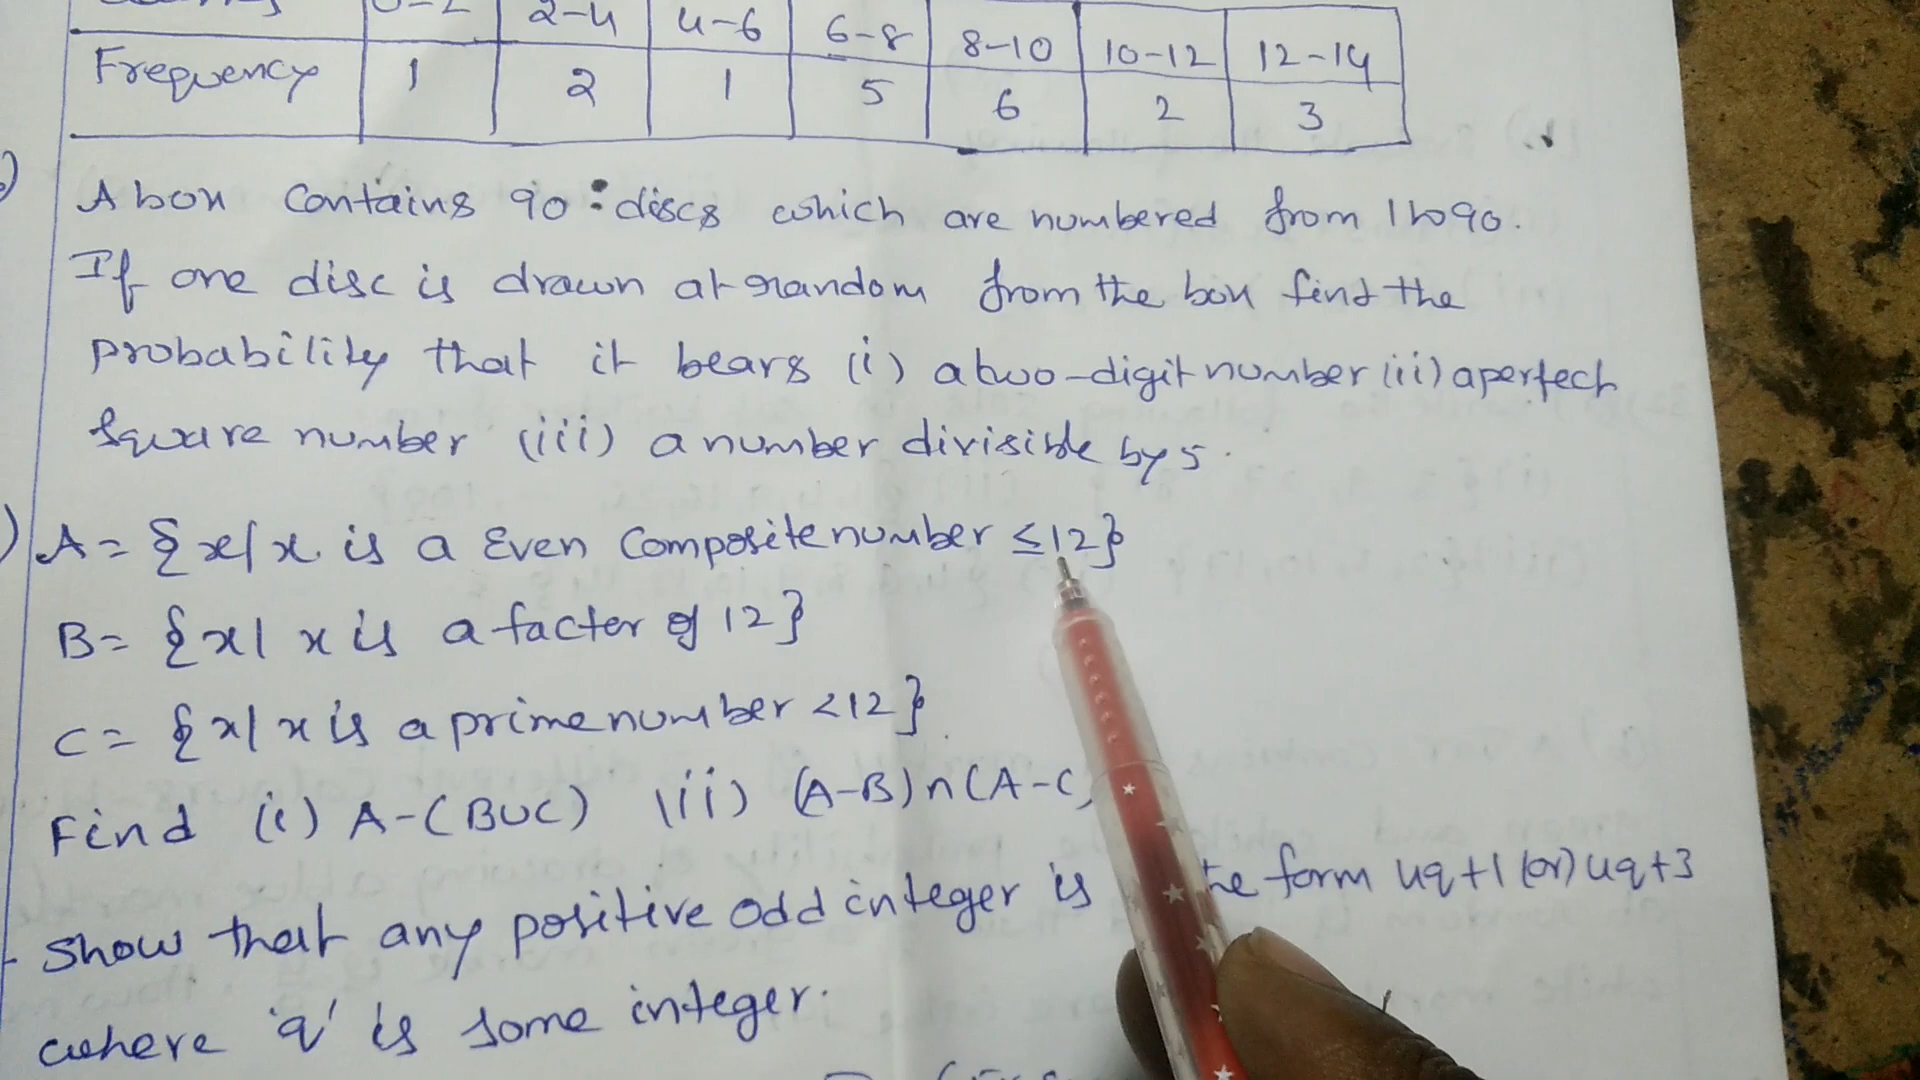 2-4 4-6 6-8 8-10 10-12 12-14
Frequency 1 2 1 5 6 2 3
A box contains 90 discs which are numbered from 1 to 90.
If one disc is drawn at random from the box find the
probability that it bears (i) a two-digit number (ii) a perfect
square number (iii) a number divisible by 5.
A = {x/x is a Even Composite number ≤12}
B = {x| x is a facter of 12}
C = {x| x is a prime number <12}.
Find (i) A-(BUC) (ii) (A-B)∩(A-C
Show that any positive odd integer is the form 4q+1 (or) 4q+3
where 'q' is some integer.